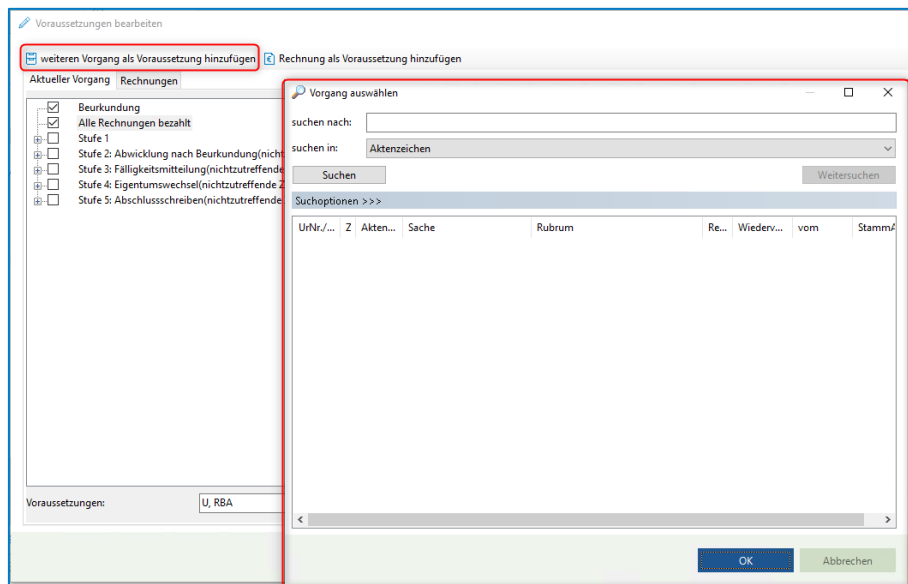 Voraussetzungen bearbeiten
weiteren Vorgang als Voraussetzung hinzufügen Rechnung als Voraussetzung hinzufügen
Aktueller Vorgang Rechnungen
Beurkundung
Alle Rechnungen bezahlt
Stufe 1
Stufe 2: Abwicklung nach Beurkundung(nicht
Stufe 3: Fälligkeitsmitteilung(nichtzutreffende
Stufe 4: Eigentumswechsel(nichtzutreffende Z
Stufe 5: Abschlussschreiben(nichtzutreffende
Voraussetzungen: U, RBA
Vorgang auswählen
suchen nach:
suchen in: Aktenzeichen
Suchen Weitersuchen
Suchoptionen >>>
UrNr./... Z Akten... Sache Rubrum Re... Wiederv... vom StammA
OK Abbrechen